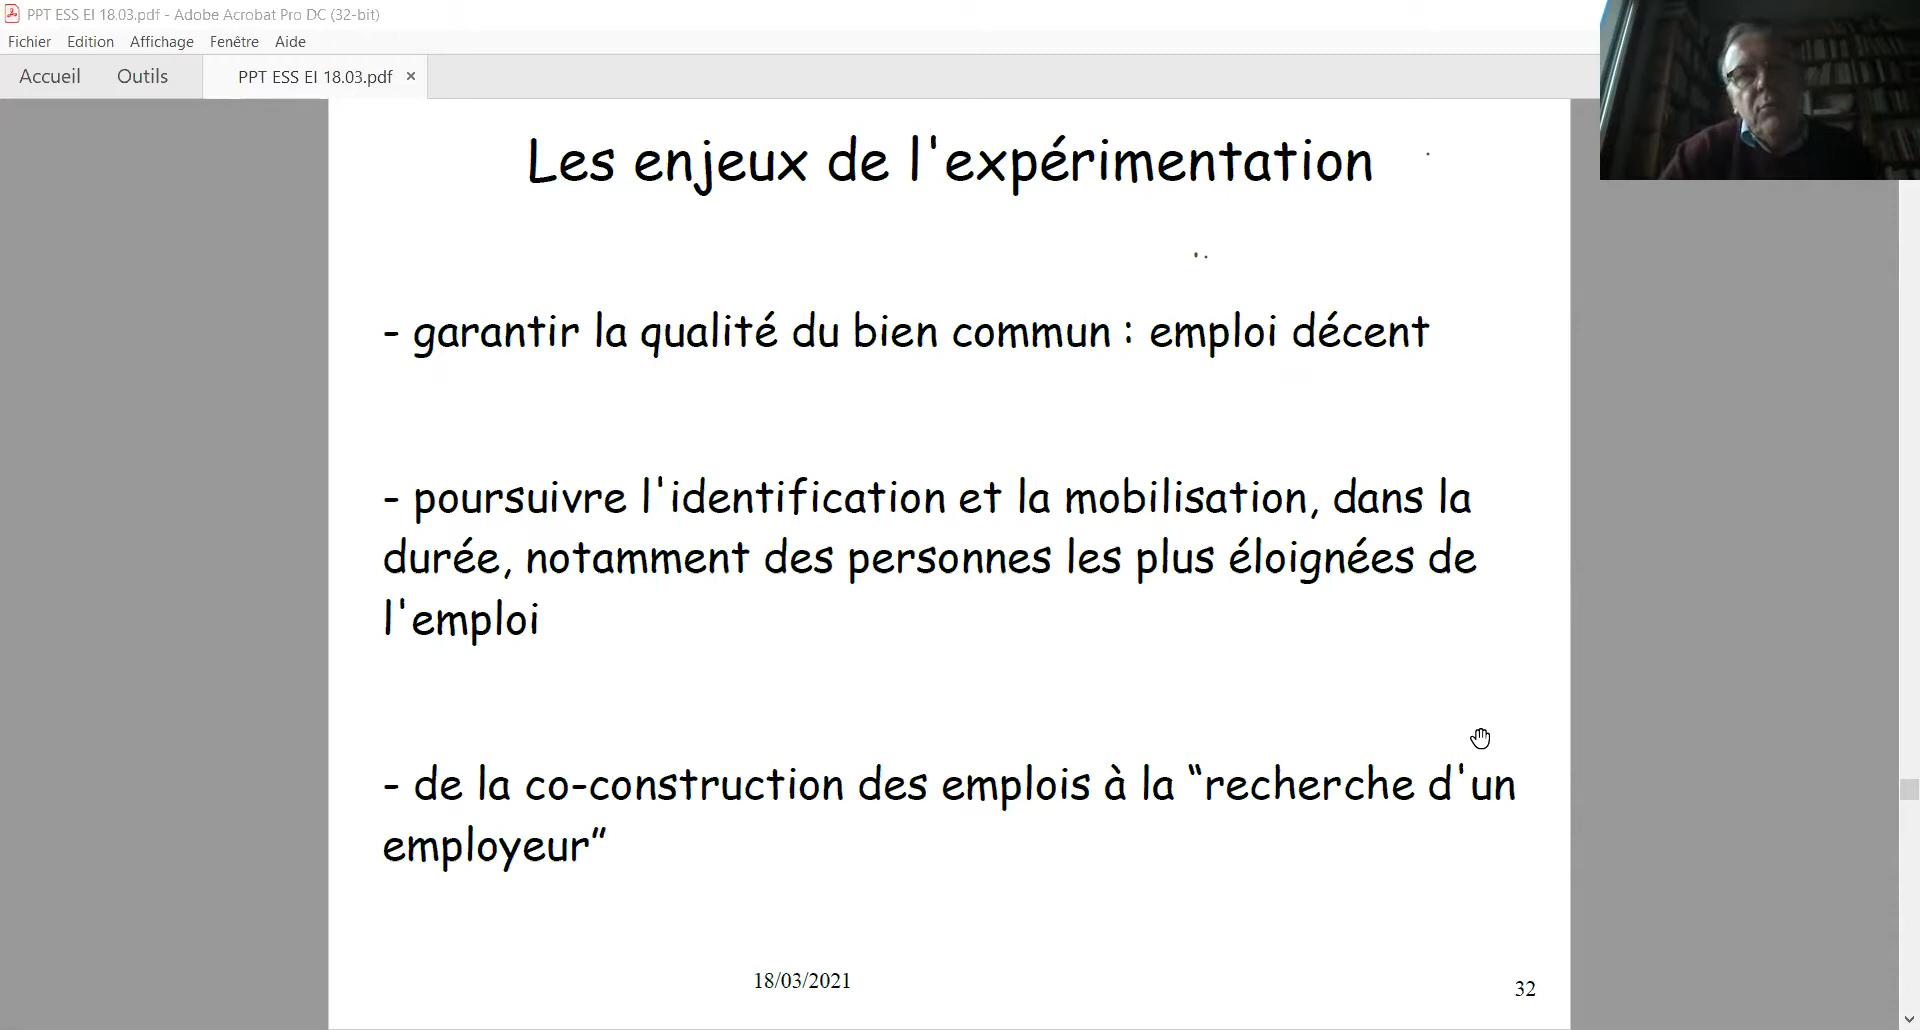 PPT ESS EI 18.03.pdf - Adobe Acrobat Pro DC (32-bit)
Fichier Edition Affichage Fenêtre Aide
Accueil Outils PPT ESS EI 18.03.pdf ×
Les enjeux de l'expérimentation
- garantir la qualité du bien commun : emploi décent
- poursuivre l'identification et la mobilisation, dans la
durée, notamment des personnes les plus éloignées de
l'emploi
- de la co-construction des emplois à la “recherche d'un
employeur”
18/03/2021
32